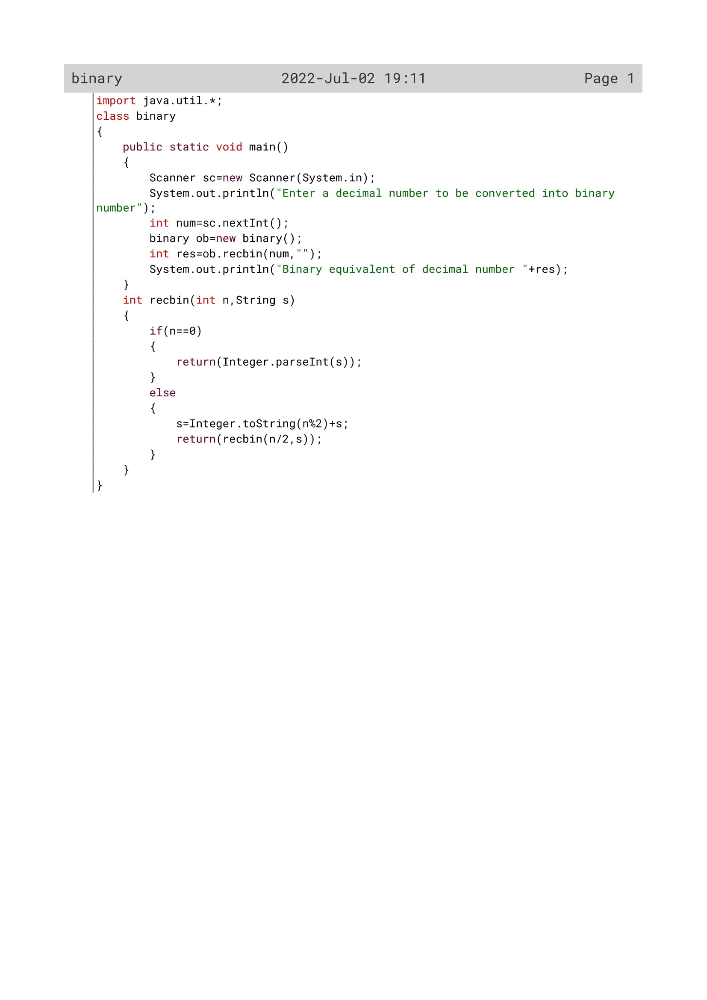 binary 2022-Jul-02 19:11 Page 1
import java.util.*;
class binary
{
    public static void main()
    {
        Scanner sc=new Scanner(System.in);
        System.out.println("Enter a decimal number to be converted into binary
number");
        int num=sc.nextInt();
        binary ob=new binary();
        int res=ob.recbin(num,"");
        System.out.println("Binary equivalent of decimal number "+res);
    }
    int recbin(int n,String s)
    {
        if(n==0)
        {
            return(Integer.parseInt(s));
        }
        else
        {
            s=Integer.toString(n%2)+s;
            return(recbin(n/2,s));
        }
    }
}